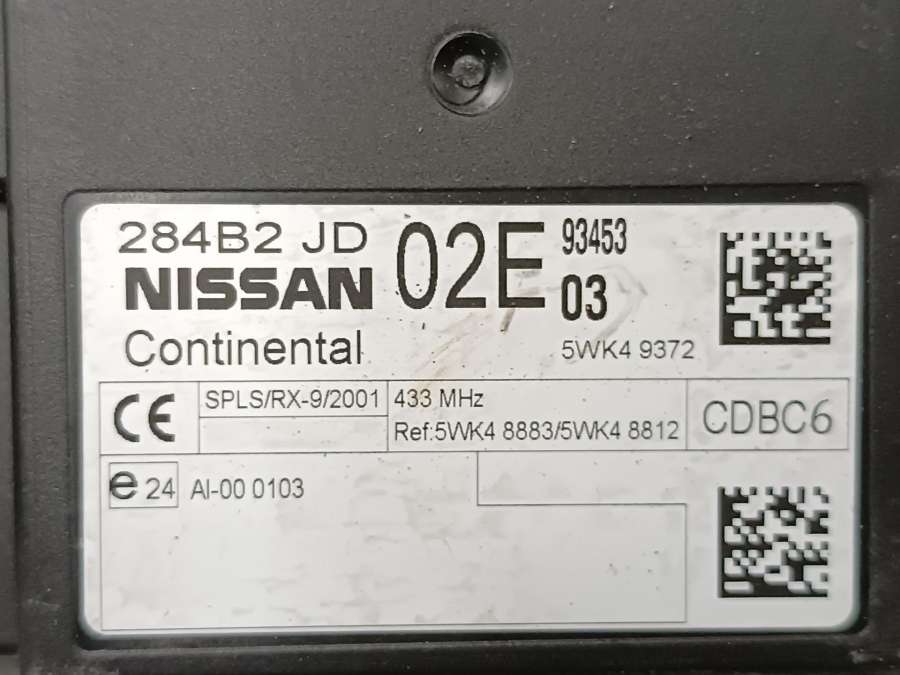 284B2 JD 02E 93453
NISSAN 03
Continental 5WK4 9372
CE SPLS/RX-9/2001 433 MHz CDBC6
Ref:5WK4 8883/5WK4 8812
e 24 AI-00 0103